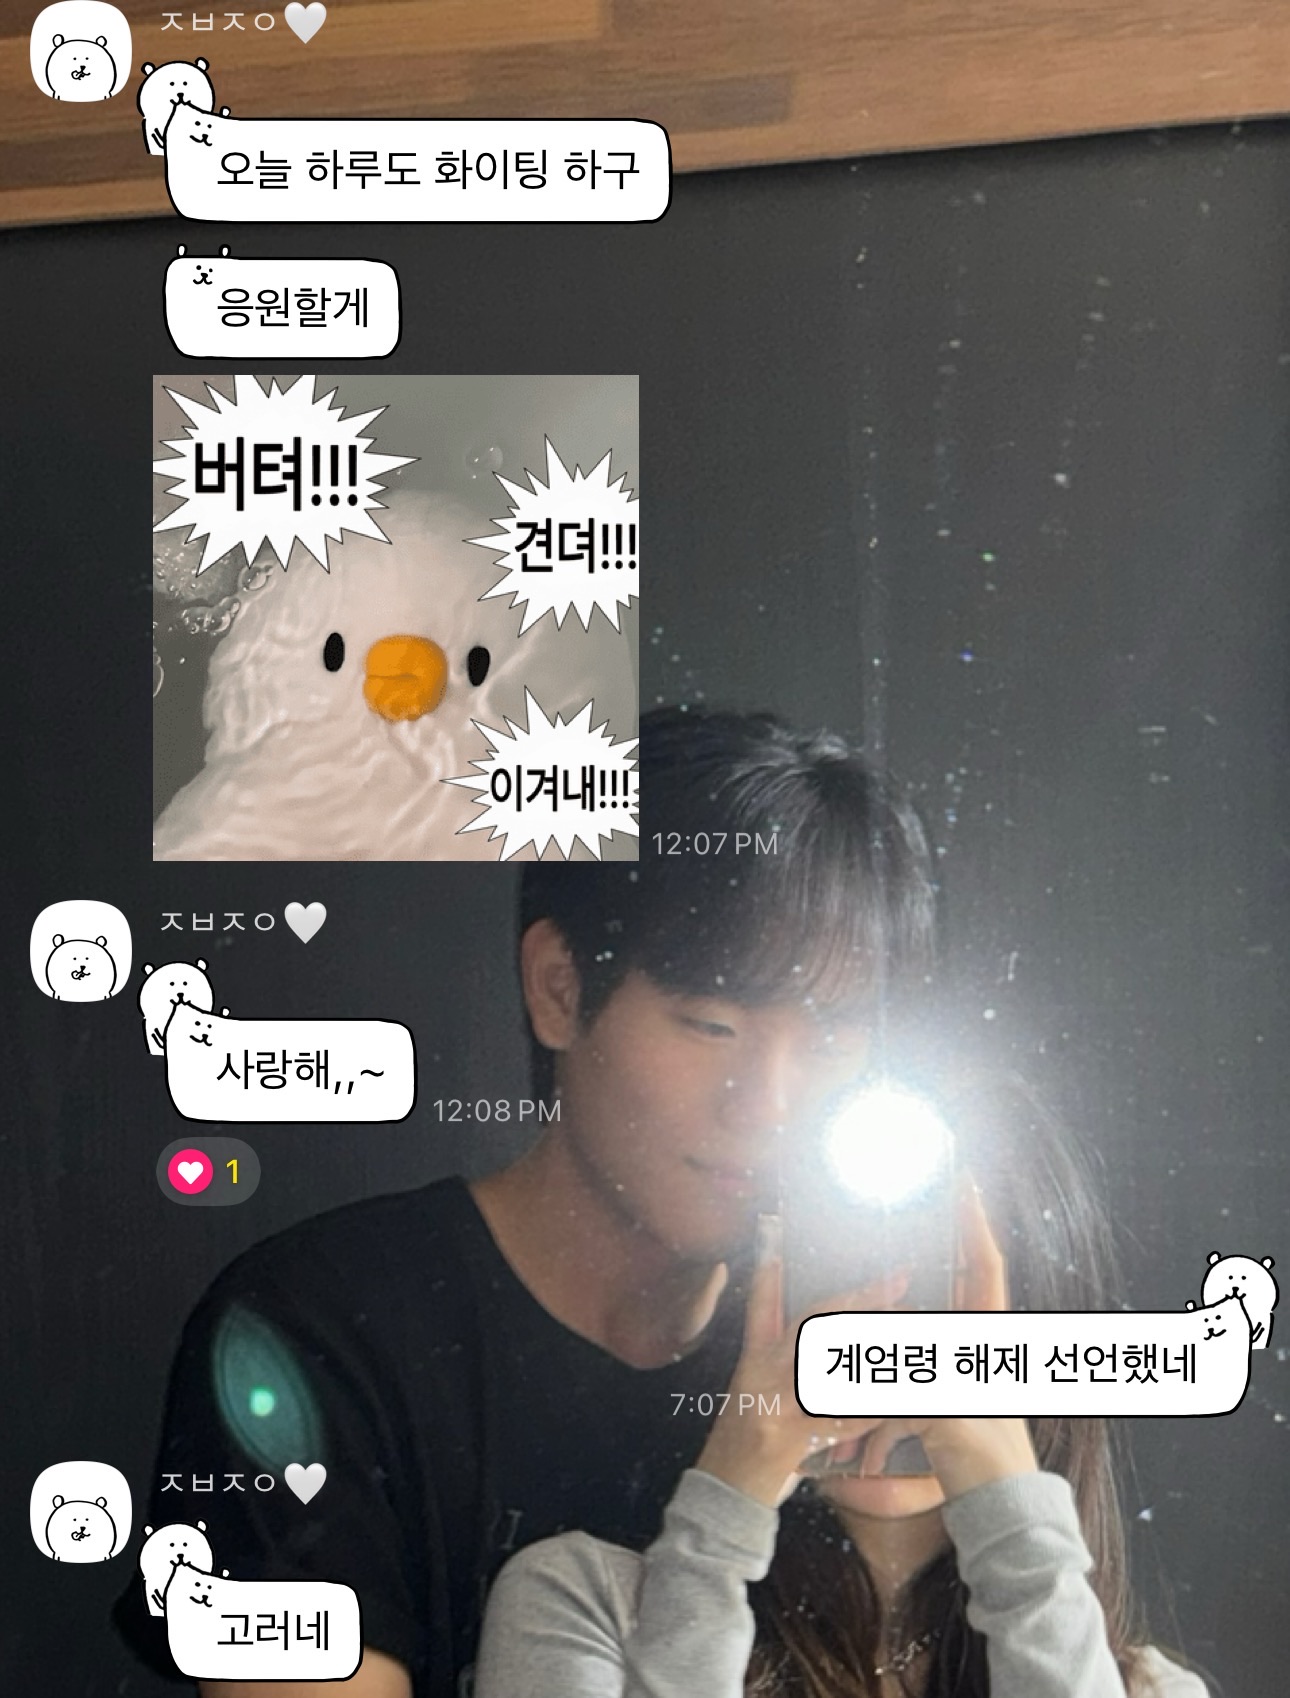 ㅈㅂㅈㅇ🤍
오늘 하루도 화이팅 하구
응원할게
버텨!!!
견뎌!!!
이겨내!!!
12:07 PM
ㅈㅂㅈㅇ🤍
사랑해,,~
12:08 PM
1
계엄령 해제 선언했네
7:07 PM
ㅈㅂㅈㅇ🤍
고러네